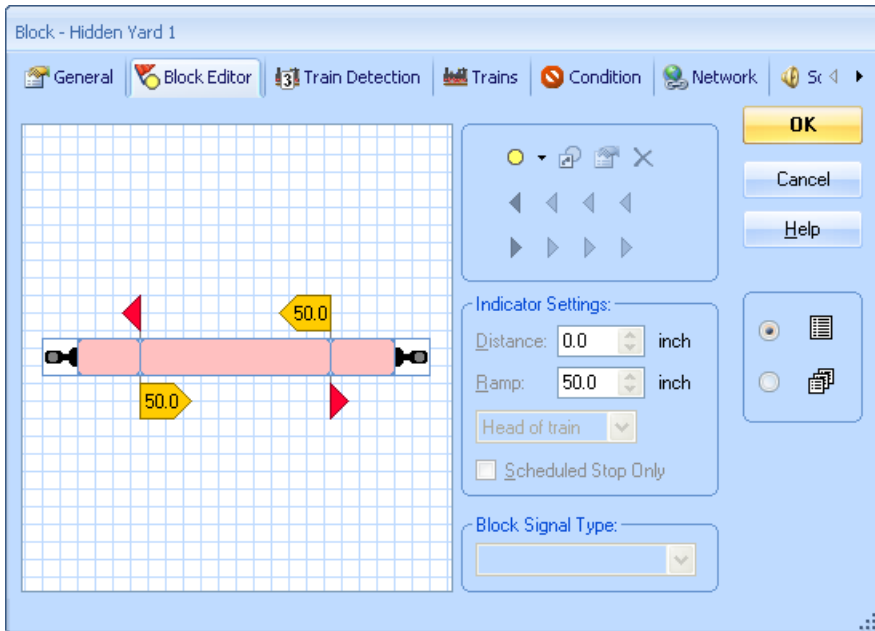 Block - Hidden Yard 1
General
Block Editor
3
Train Detection
Trains
Condition
Network
Sc
OK
Cancel
Help
50.0
50.0
Indicator Settings:
Distance: 0.0 inch
Ramp: 50.0 inch
Head of train
Scheduled Stop Only
Block Signal Type: